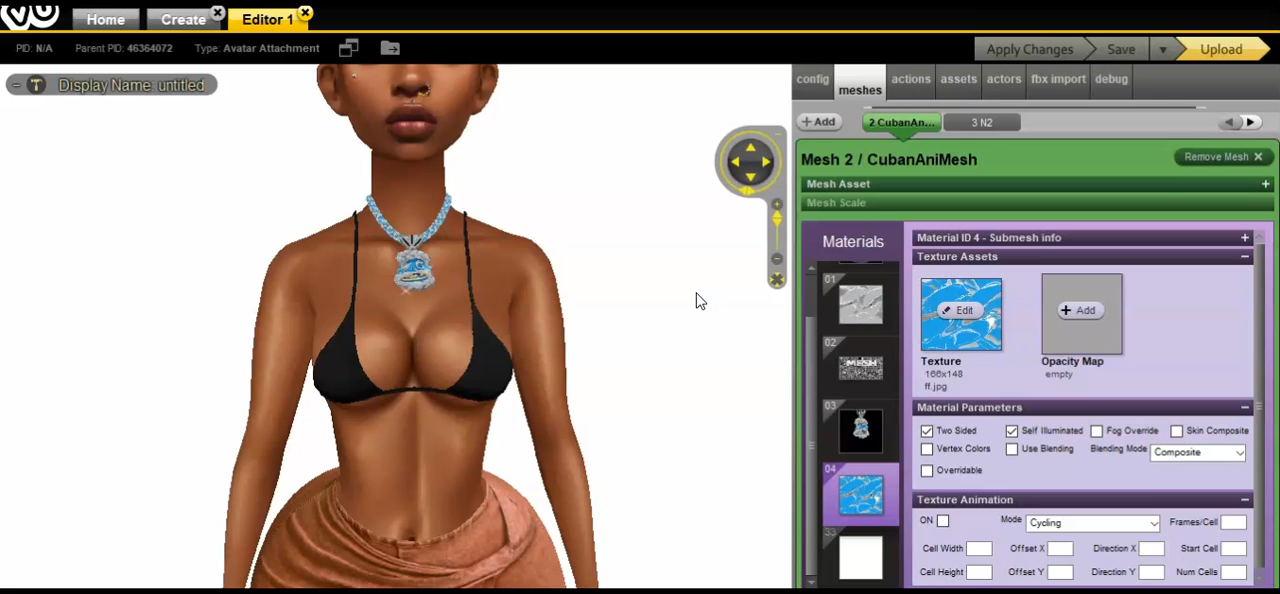 Home
Create
Editor 1
PID: N/A Parent PID: 46364072 Type: Avatar Attachment
Apply Changes Save Upload
Display Name untitled
config meshes actions assets actors fbx import debug
+ Add 2 CubanAn... 3 N2
Mesh 2 / CubanAniMesh Remove Mesh X
Mesh Asset +
Mesh Scale
Materials
01
02
MESH
03
04
33
Material ID 4 - Submesh info +
Texture Assets
Edit
+ Add
Texture
166x148
ff.jpg
Opacity Map
empty
Material Parameters
Two Sided Self Illuminated Fog Override Skin Composite
Vertex Colors Use Blending Blending Mode Composite
Overridable
Texture Animation
ON Mode Cycling Frames/Cell
Cell Width Offset X Direction X Start Cell
Cell Height Offset Y Direction Y Num Cells